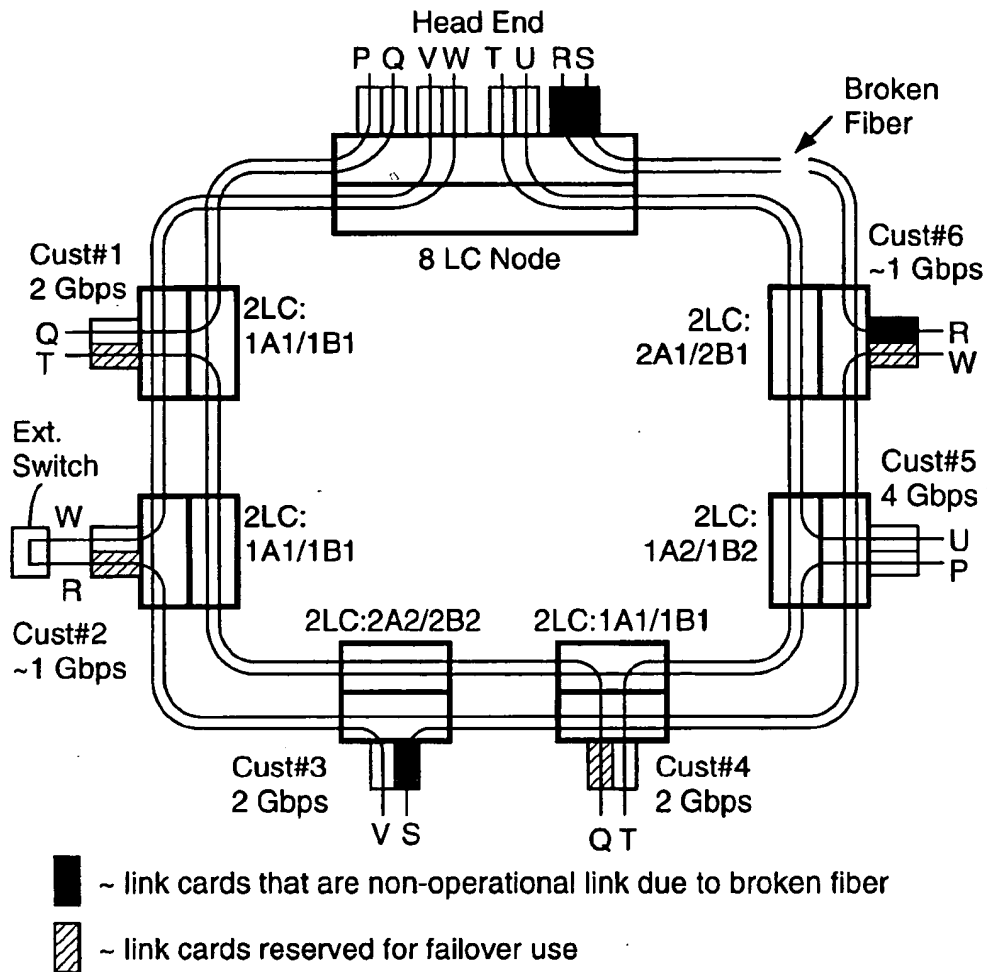 Head End
P Q V W T U R S
Broken
Fiber
8 LC Node
Cust#1
2 Gbps
2LC:
1A1/1B1
Q
T
Cust#6
~1 Gbps
2LC:
2A1/2B1
R
W
Ext.
Switch
W
R
2LC:
1A1/1B1
Cust#2
~1 Gbps
Cust#5
4 Gbps
2LC:
1A2/1B2
U
P
2LC:2A2/2B2
2LC:1A1/1B1
Cust#3
2 Gbps
V S
Cust#4
2 Gbps
Q T
~ link cards that are non-operational link due to broken fiber
~ link cards reserved for failover use